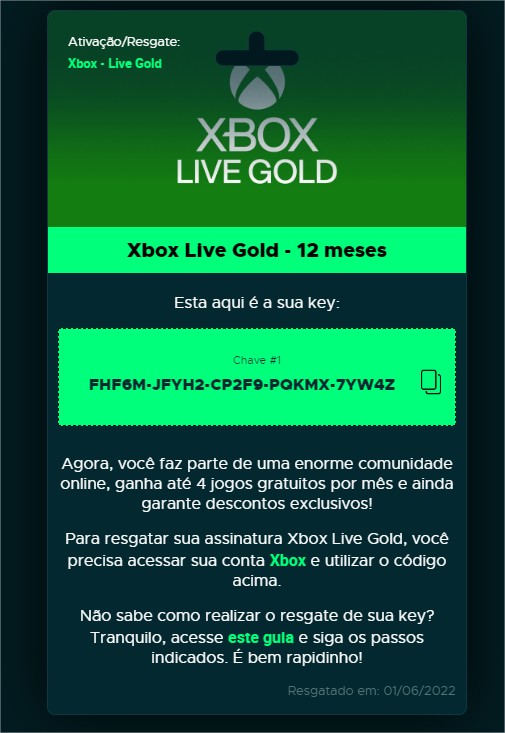 Ativação/Resgate:
Xbox - Live Gold
XBOX
LIVE GOLD
Xbox Live Gold - 12 meses
Esta aqui é a sua key:
Chave #1
FHF6M-JFYH2-CP2F9-PQKMX-7YW4Z
Agora, você faz parte de uma enorme comunidade
online, ganha até 4 jogos gratuitos por mês e ainda
garante descontos exclusivos!
Para resgatar sua assinatura Xbox Live Gold, você
precisa acessar sua conta Xbox e utilizar o código
acima.
Não sabe como realizar o resgate de sua key?
Tranquilo, acesse este guia e siga os passos
indicados. É bem rapidinho!
Resgatado em: 01/06/2022